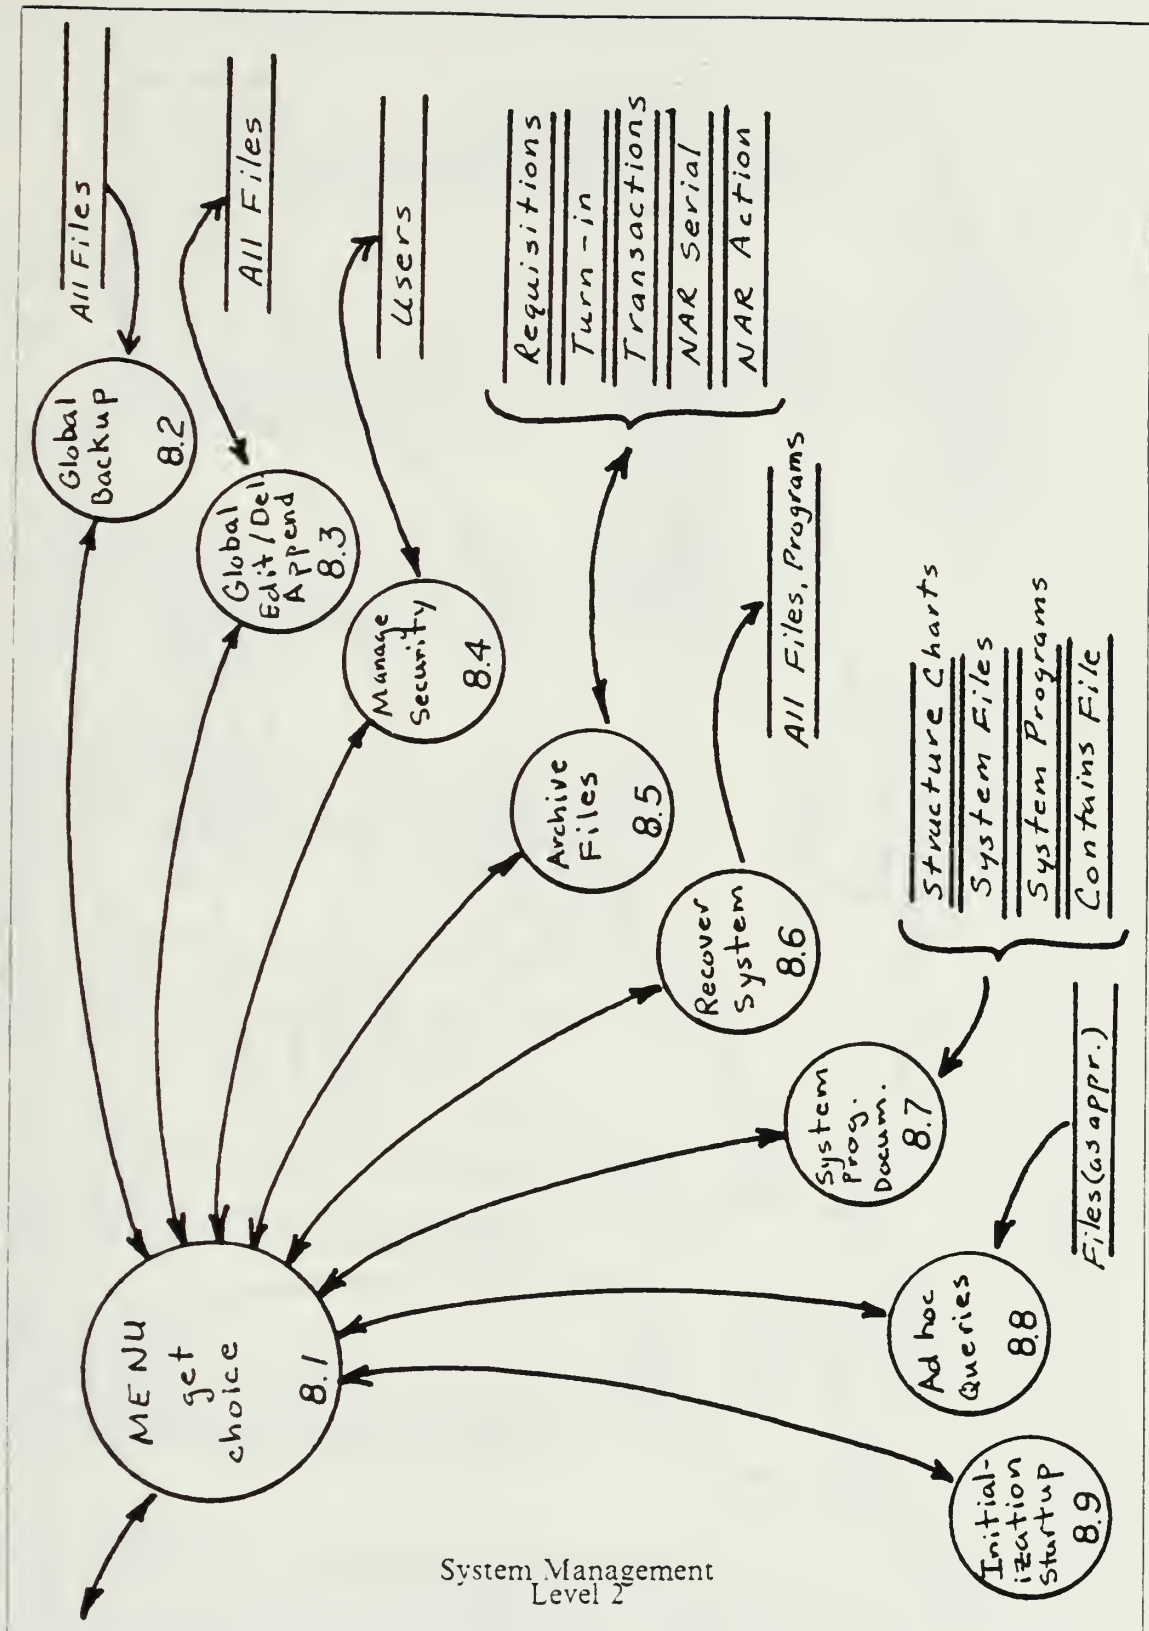 MENU
get
choice
8.1
Global
Backup
8.2
All Files
Global
Edit/Del.
Append
8.3
All Files
Manage
Security
8.4
Users
Archive
Files
8.5
Requisitions
Turn-in
Transactions
NAR Serial
NAR Action
Recover
System
8.6
All Files, Programs
System
Prog.
Docum.
8.7
Structure Charts
System Files
System Programs
Contains File
Ad hoc
Queries
8.8
Files(as appr.)
Initial-
ization
Startup
8.9
System Management
Level 2